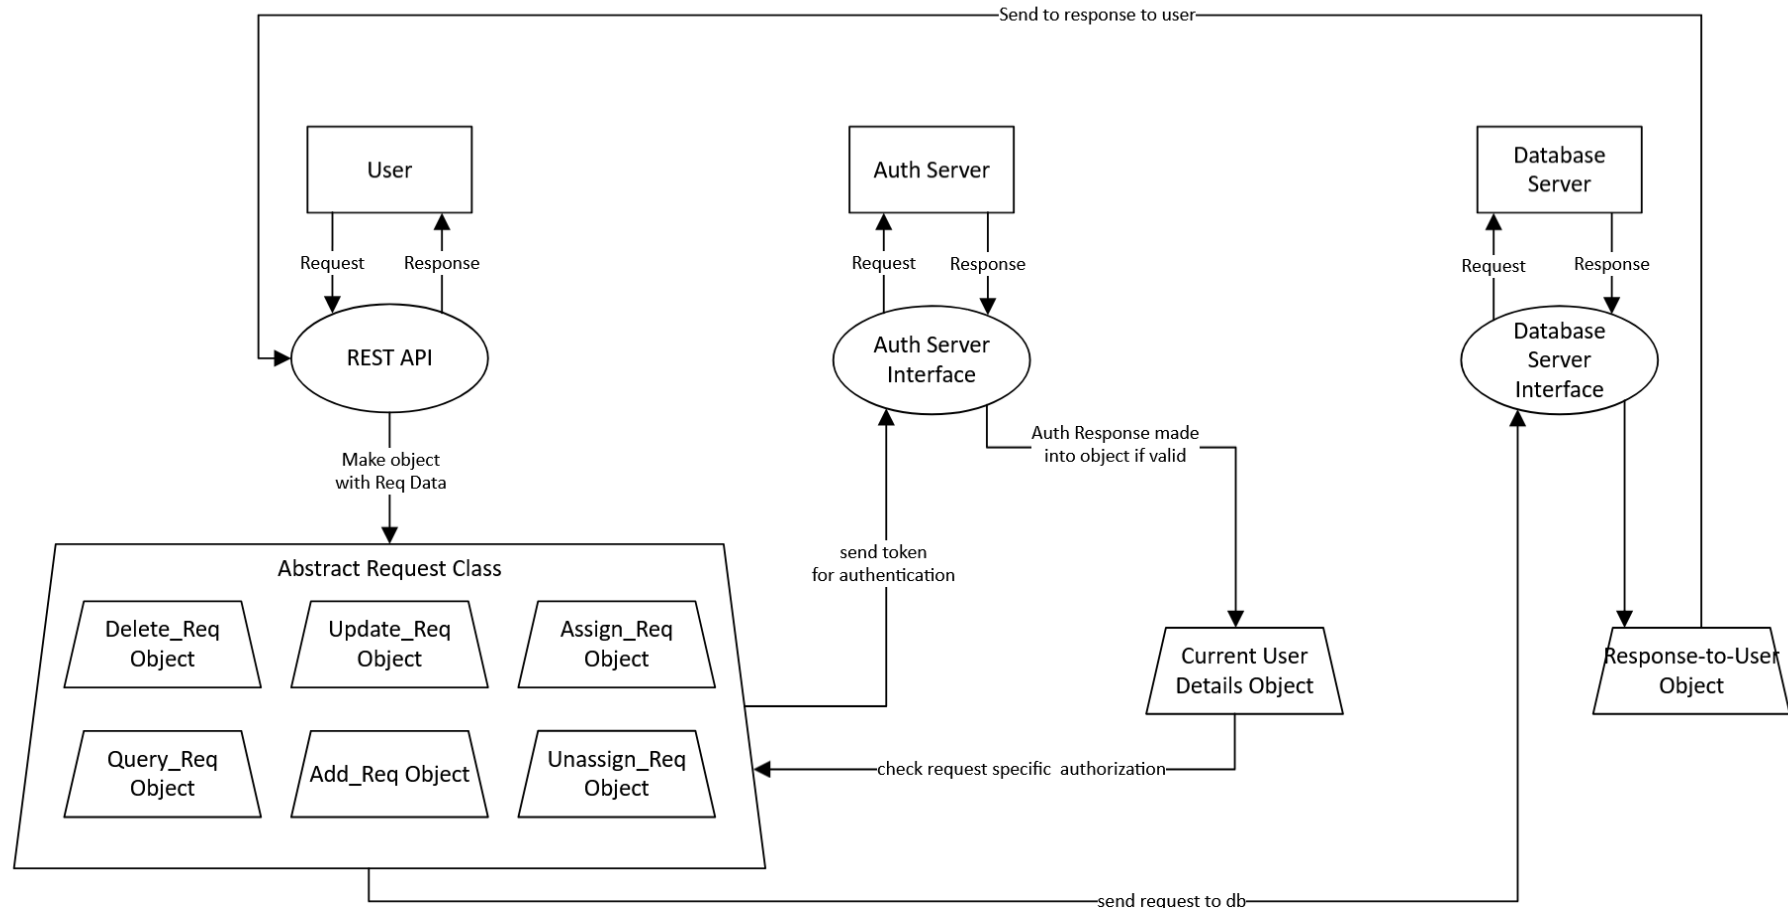 Send to response to user
User
Auth Server
Database
Server
Request
Response
Request
Response
Request
Response
REST API
Auth Server
Interface
Database
Server
Interface
Make object
with Req Data
Auth Response made
into object if valid
send token
for authentication
Abstract Request Class
Delete_Req
Object
Update_Req
Object
Assign_Req
Object
Current User
Details Object
Response-to-User
Object
Query_Req
Object
Add_Req Object
Unassign_Req
Object
check request specific  authorization
send request to db